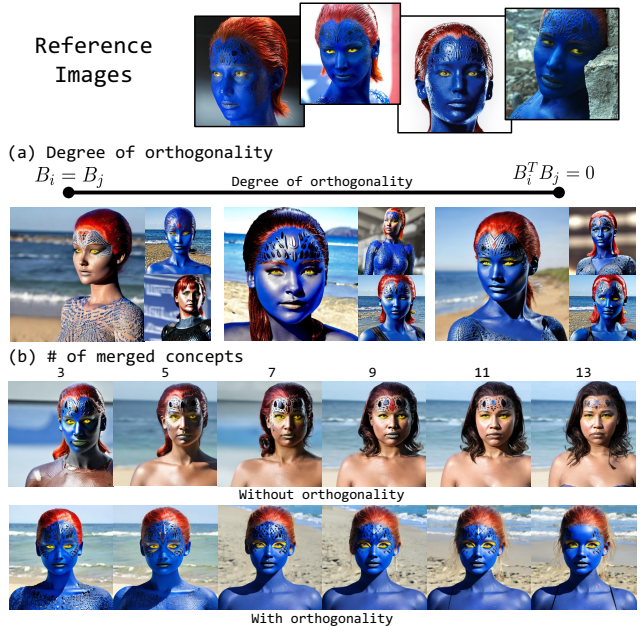 Reference
Images
(a) Degree of orthogonality
$B_i = B_j$
Degree of orthogonality
$B_i^T B_j = 0$
(b) # of merged concepts
3 5 7 9 11 13
Without orthogonality
With orthogonality